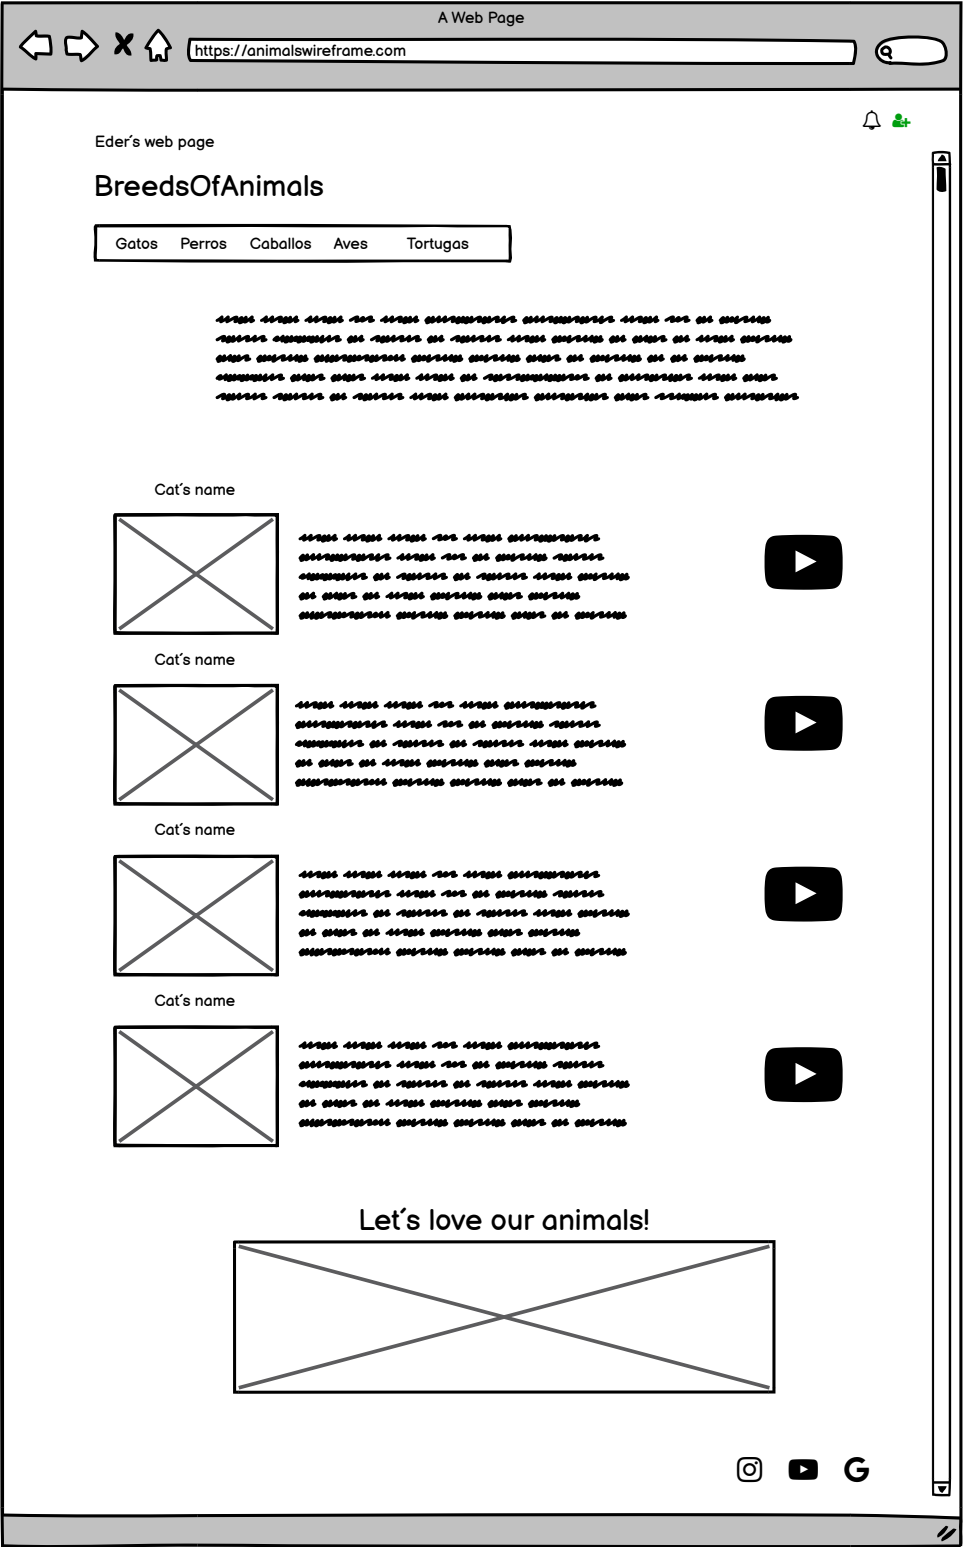 A Web Page
https://animalswireframe.com
Eder´s web page
BreedsOfAnimals
Gatos Perros Caballos Aves Tortugas
Cat´s name
Cat´s name
Cat´s name
Cat´s name
Let´s love our animals!